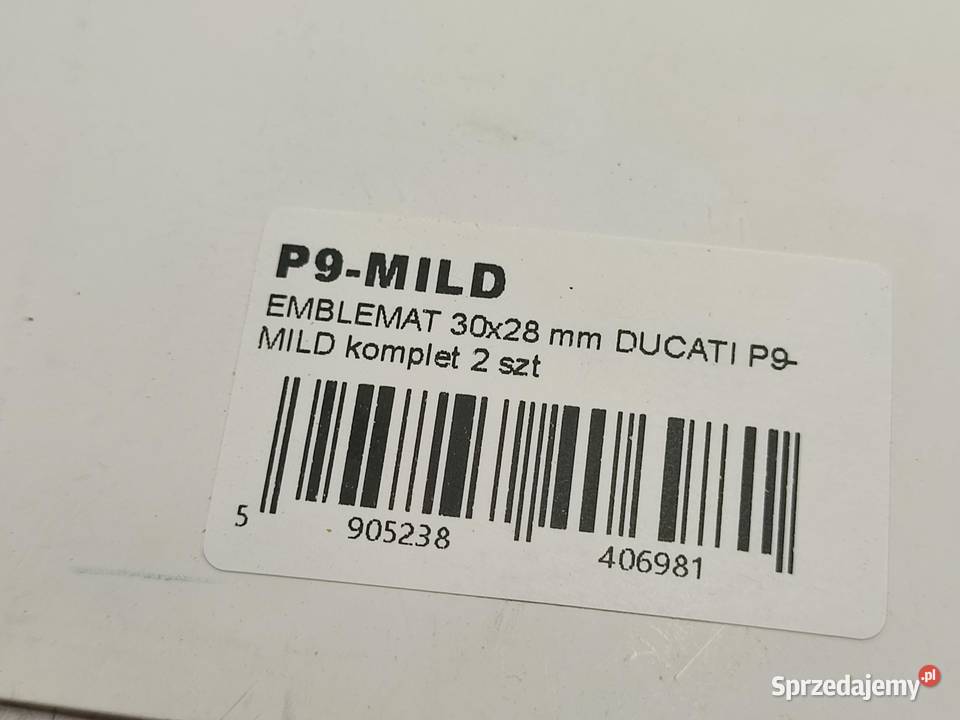 P9-MILD
EMBLEMAT 30x28 mm DUCATI P9-
MILD komplet 2 szt
5 905238 406981
Sprzedajemy.pl